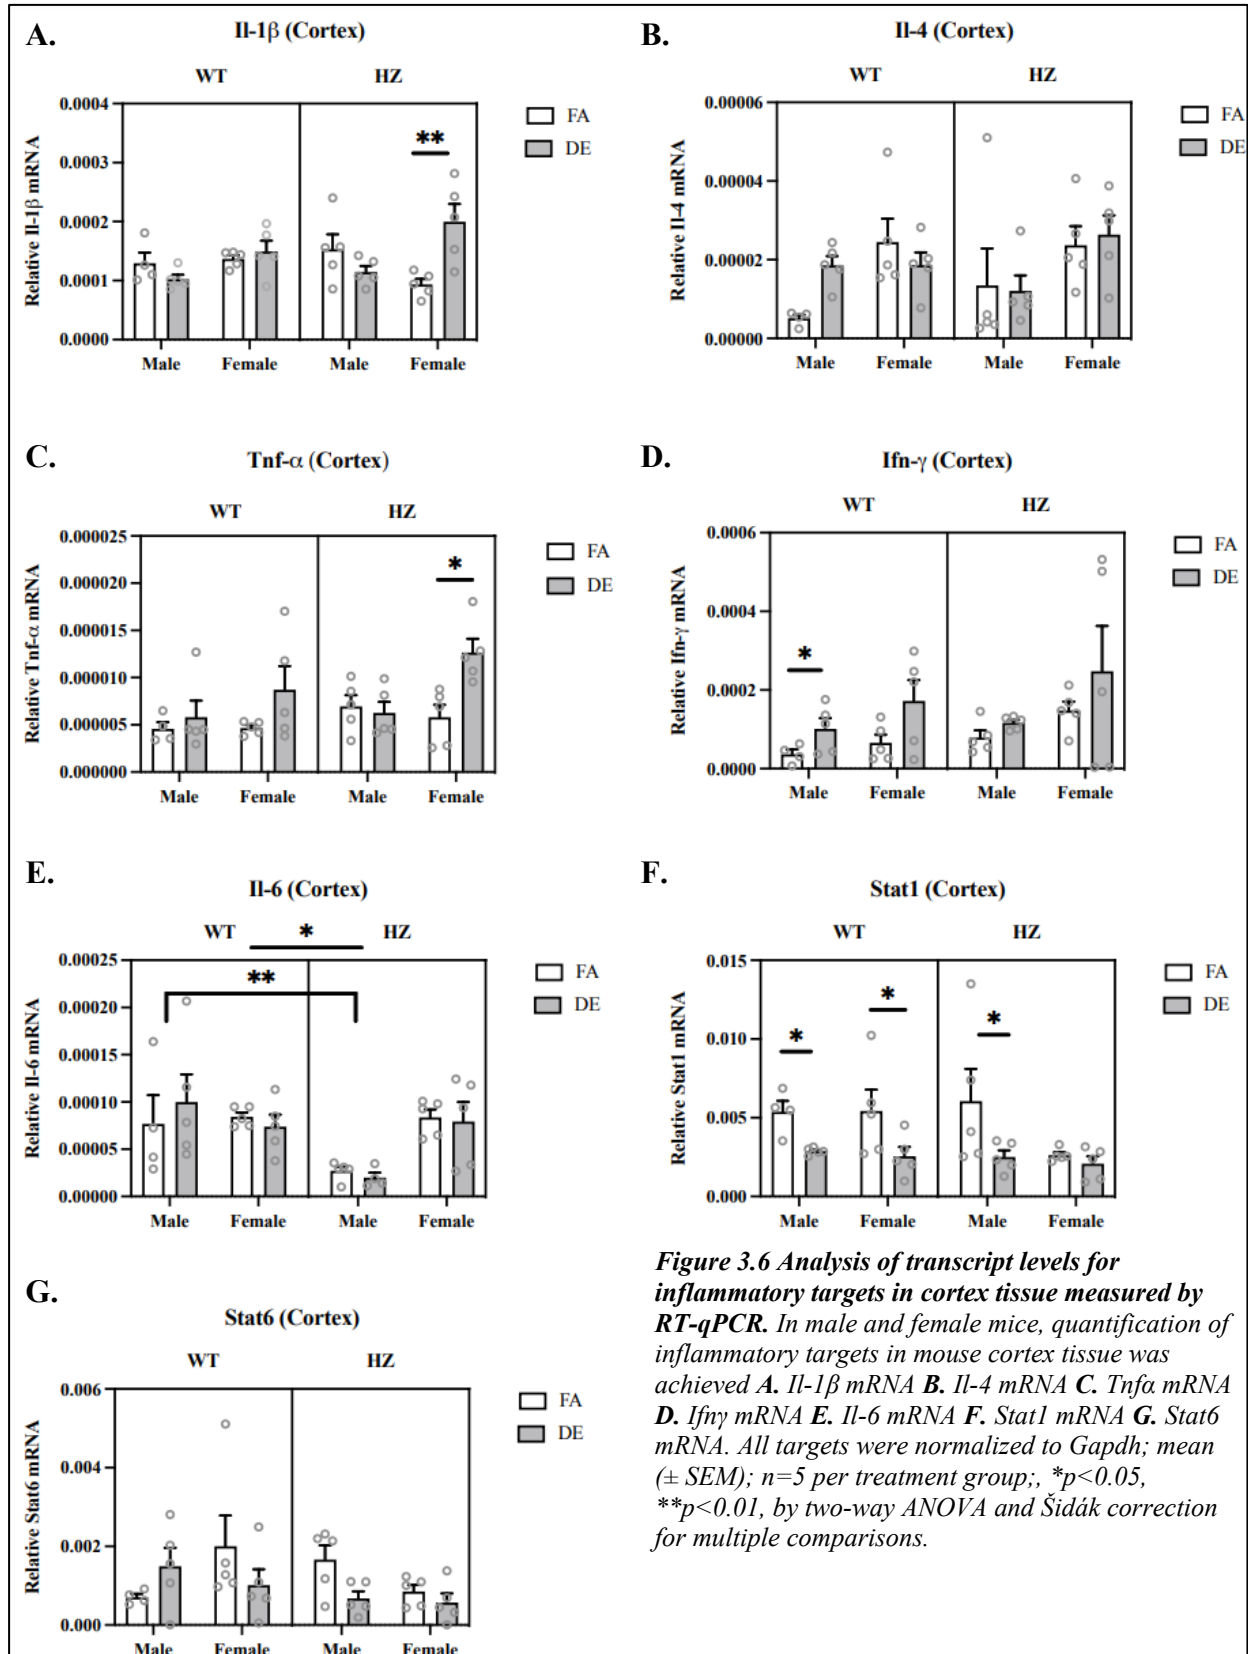 A.
Il-1β (Cortex)
WT
HZ
Relative Il-1β mRNA
0.0004
0.0003
0.0002
0.0001
0.0000
**
FA
DE
Male
Female
Male
Female
B.
Il-4 (Cortex)
WT
HZ
Relative Il-4 mRNA
0.00006
0.00004
0.00002
0.00000
FA
DE
Male
Female
Male
Female
C.
Tnf-α (Cortex)
WT
HZ
Relative Tnf-α mRNA
0.000025
0.000020
0.000015
0.000010
0.000005
0.000000
*
FA
DE
Male
Female
Male
Female
D.
Ifn-γ (Cortex)
WT
HZ
Relative Ifn-γ mRNA
0.0006
0.0004
0.0002
0.0000
*
FA
DE
Male
Female
Male
Female
E.
Il-6 (Cortex)
WT
*
HZ
Relative Il-6 mRNA
0.00025
0.00020
0.00015
0.00010
0.00005
0.00000
**
FA
DE
Male
Female
Male
Female
F.
Stat1 (Cortex)
WT
HZ
Relative Stat1 mRNA
0.015
0.010
0.005
0.000
*
*
*
FA
DE
Male
Female
Male
Female
G.
Stat6 (Cortex)
WT
HZ
Relative Stat6 mRNA
0.006
0.004
0.002
0.000
FA
DE
Male
Female
Male
Female
Figure 3.6 Analysis of transcript levels for
inflammatory targets in cortex tissue measured by
RT-qPCR. In male and female mice, quantification of
inflammatory targets in mouse cortex tissue was
achieved A. Il-1β mRNA B. Il-4 mRNA C. Tnfα mRNA
D. Ifnγ mRNA E. Il-6 mRNA F. Stat1 mRNA G. Stat6
mRNA. All targets were normalized to Gapdh; mean
(± SEM); n=5 per treatment group;, *p<0.05,
**p<0.01, by two-way ANOVA and Šidák correction
for multiple comparisons.